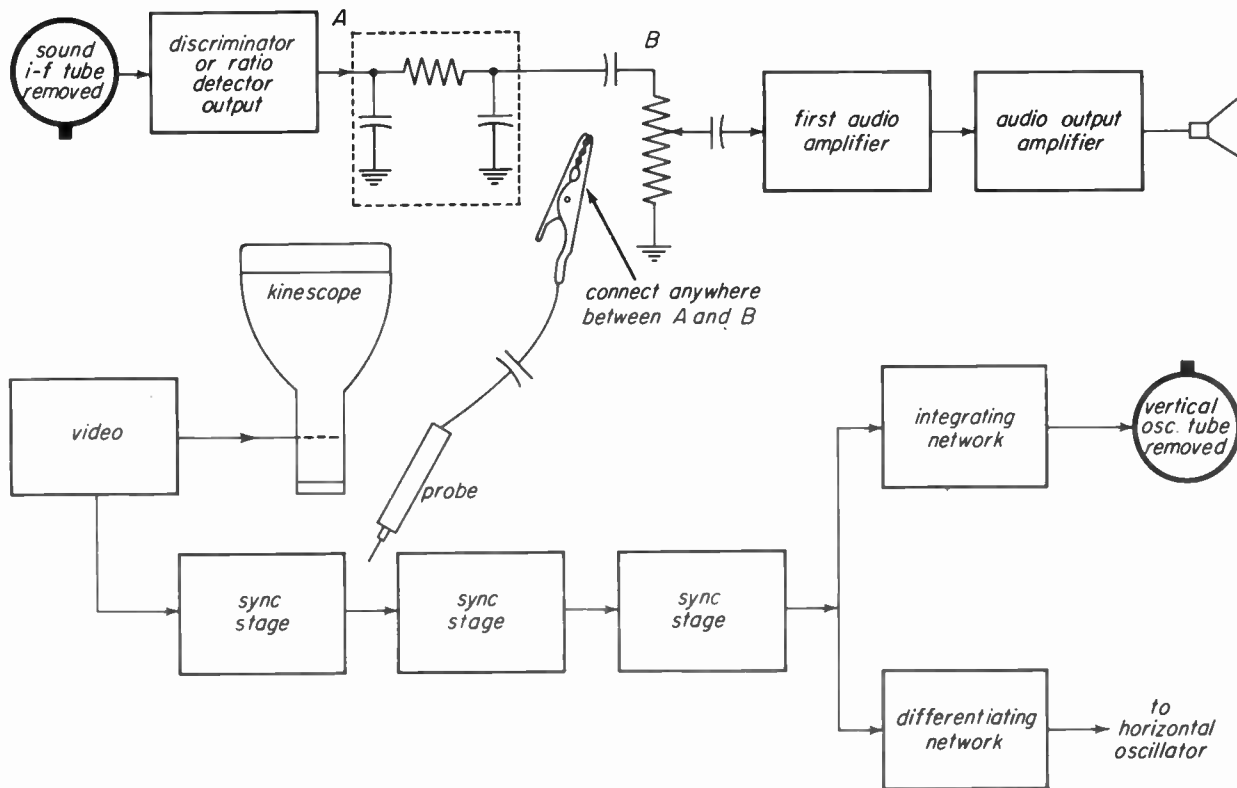 A
B
sound
i-f tube
removed
discriminator
or ratio
detector
output
first audio
amplifier
audio output
amplifier
connect anywhere
between A and B
kinescope
video
probe
integrating
network
vertical
osc. tube
removed
sync
stage
sync
stage
sync
stage
differentiating
network
to
horizontal
oscillator